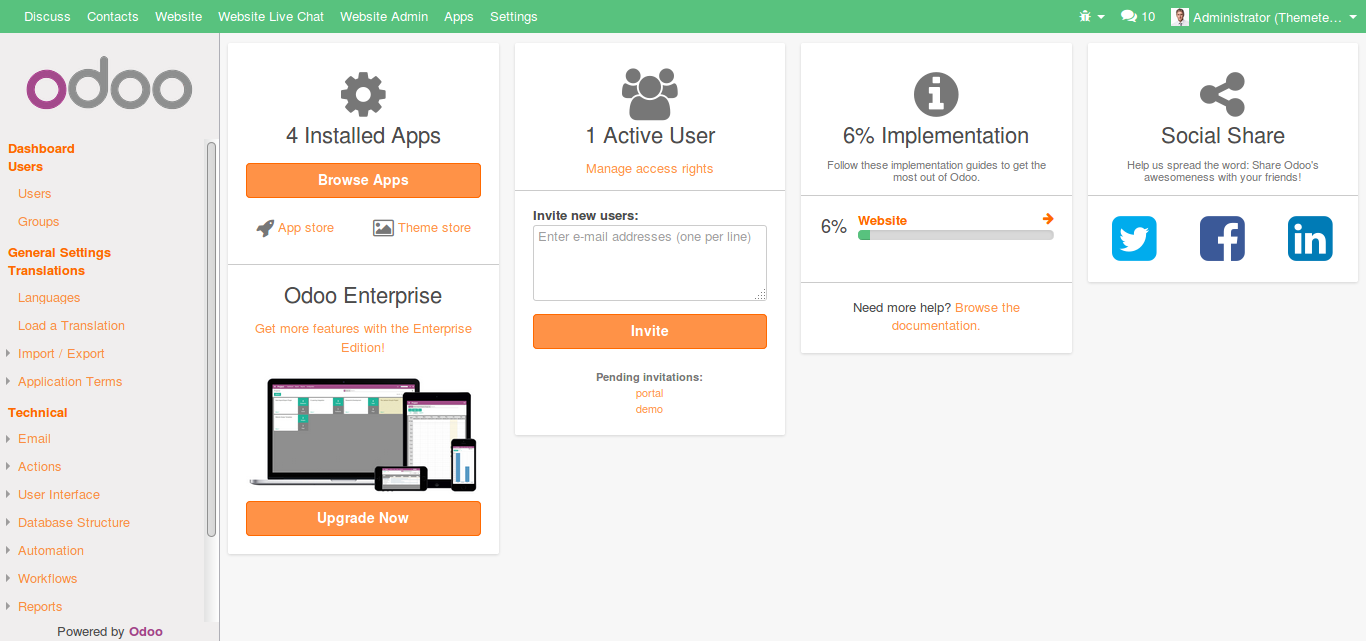 Discuss Contacts Website Website Live Chat Website Admin Apps Settings 10 Administrator (Themete...
odoo
Dashboard
Users
Users
Groups
General Settings
Translations
Languages
Load a Translation
Import / Export
Application Terms
Technical
Email
Actions
User Interface
Database Structure
Automation
Workflows
Reports
Powered by Odoo
4 Installed Apps
Browse Apps
App store Theme store
Odoo Enterprise
Get more features with the Enterprise
Edition!
Upgrade Now
1 Active User
Manage access rights
Invite new users:
Enter e-mail addresses (one per line)
Invite
Pending invitations:
portal
demo
6% Implementation
Follow these implementation guides to get the
most out of Odoo.
6% Website
Need more help? Browse the
documentation.
Social Share
Help us spread the word: Share Odoo's
awesomeness with your friends!
in